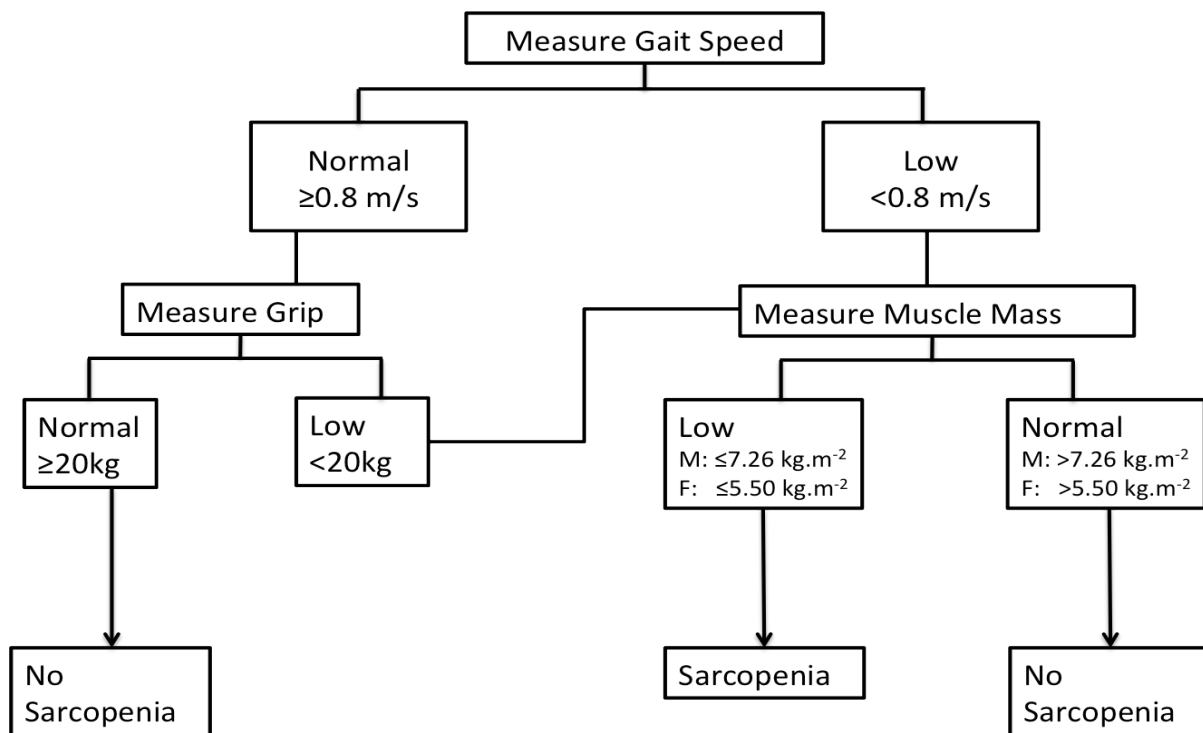 Measure Gait Speed
Normal
≥0.8 m/s
Low
<0.8 m/s
Measure Grip
Measure Muscle Mass
Normal
≥20kg
Low
<20kg
Low
M: ≤7.26 kg.m⁻²
F: ≤5.50 kg.m⁻²
Normal
M: >7.26 kg.m⁻²
F: >5.50 kg.m⁻²
No
Sarcopenia
Sarcopenia
No
Sarcopenia